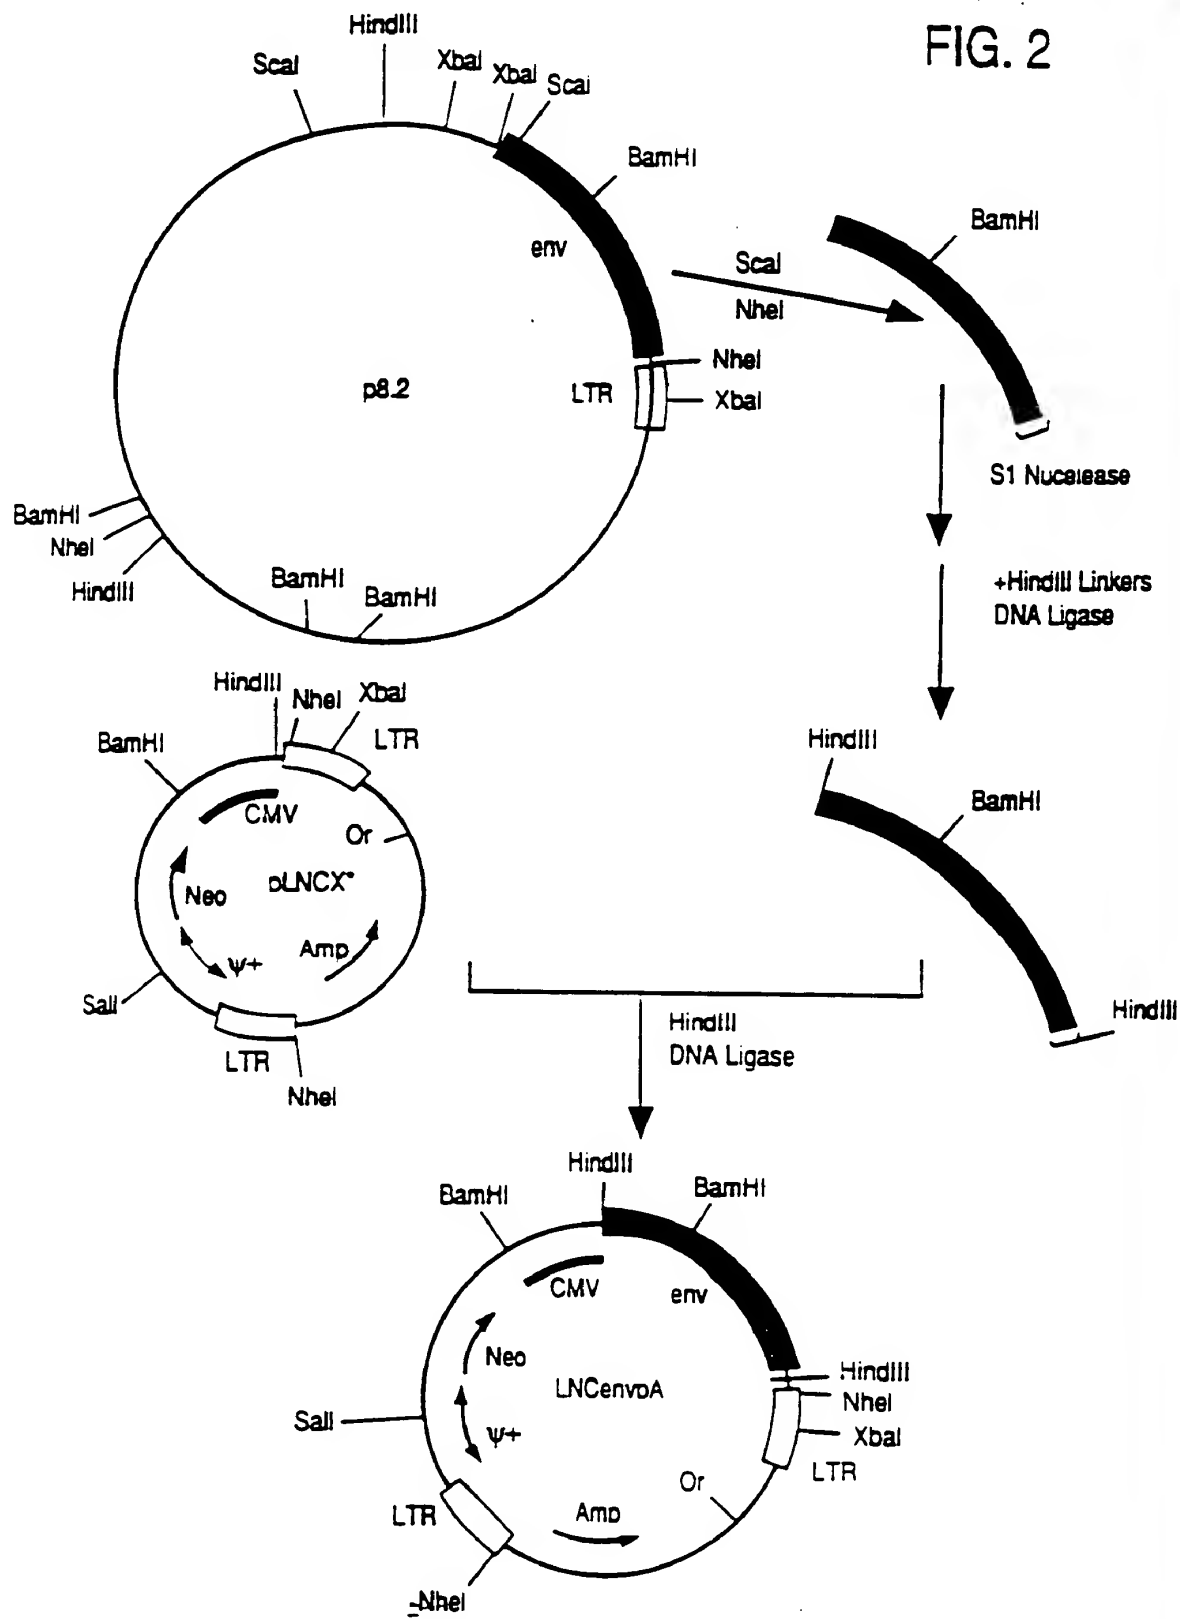 FIG. 2
HindIII
ScaI
XbaI
XbaI
ScaI
BamHI
env
p8.2
LTR
NheI
XbaI
BamHI
NheI
HindIII
BamHI
BamHI
ScaI
NheI
BamHI
S1 Nucelease
+HindIII Linkers
DNA Ligase
HindIII
NheI
XbaI
LTR
BamHI
CMV
Or
pLNCX*
Neo
Amp
ψ+
SalI
LTR
NheI
HindIII
BamHI
HindIII
HindIII
DNA Ligase
HindIII
BamHI
BamHI
CMV
env
Neo
LNCenvpA
HindIII
NheI
XbaI
LTR
SalI
ψ+
Or
LTR
Amp
NheI